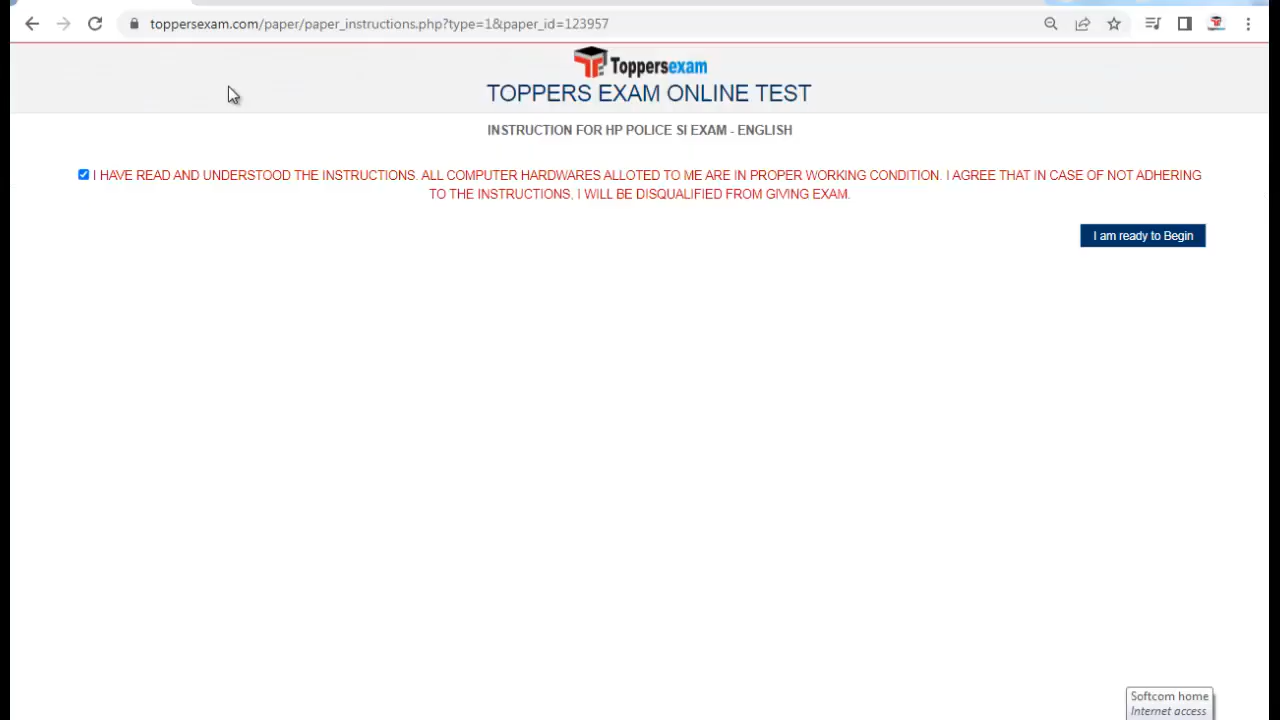 toppersexam.com/paper/paper_instructions.php?type=1&paper_id=123957
Toppersexam
TOPPERS EXAM ONLINE TEST
INSTRUCTION FOR HP POLICE SI EXAM - ENGLISH
I HAVE READ AND UNDERSTOOD THE INSTRUCTIONS. ALL COMPUTER HARDWARES ALLOTED TO ME ARE IN PROPER WORKING CONDITION. I AGREE THAT IN CASE OF NOT ADHERING
TO THE INSTRUCTIONS, I WILL BE DISQUALIFIED FROM GIVING EXAM.
I am ready to Begin
Softcom home
Internet access